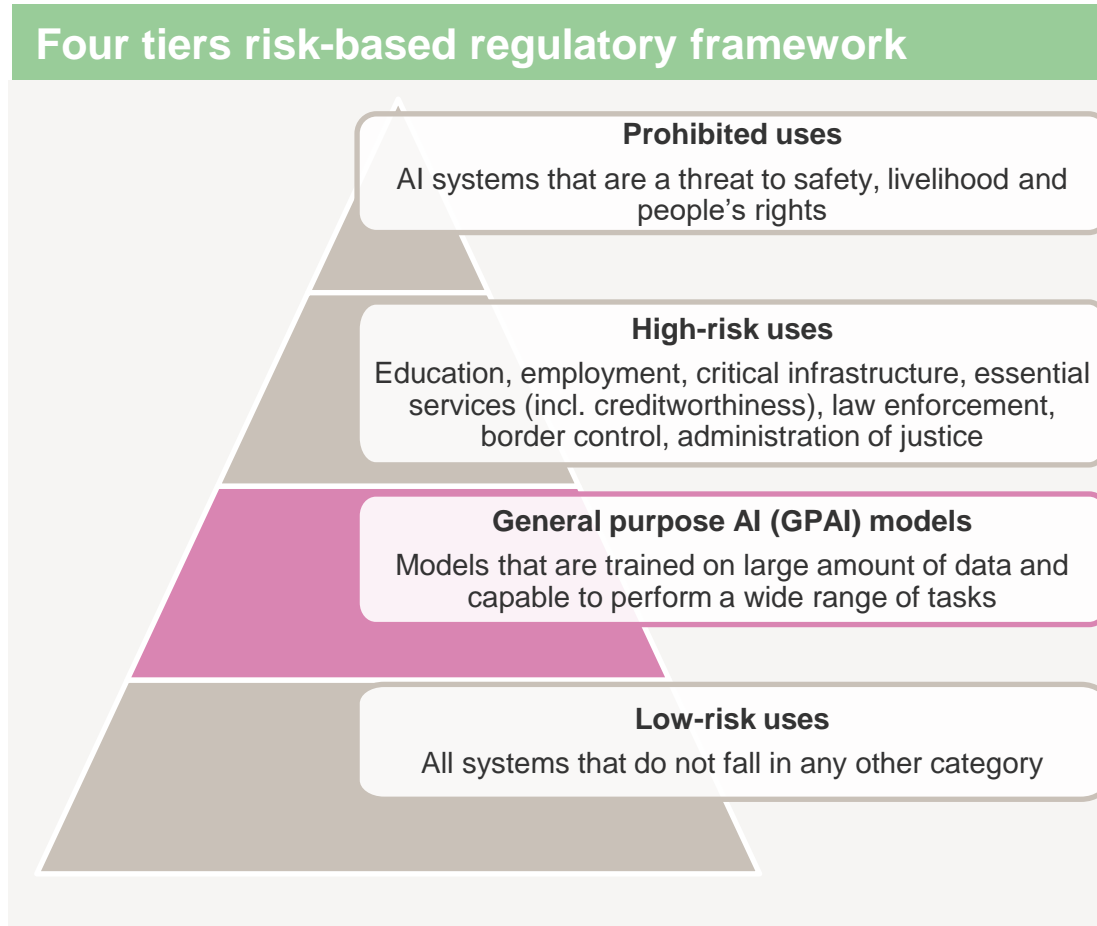 Four tiers risk-based regulatory framework
Prohibited uses
AI systems that are a threat to safety, livelihood and
people’s rights
High-risk uses
Education, employment, critical infrastructure, essential
services (incl. creditworthiness), law enforcement,
border control, administration of justice
General purpose AI (GPAI) models
Models that are trained on large amount of data and
capable to perform a wide range of tasks
Low-risk uses
All systems that do not fall in any other category